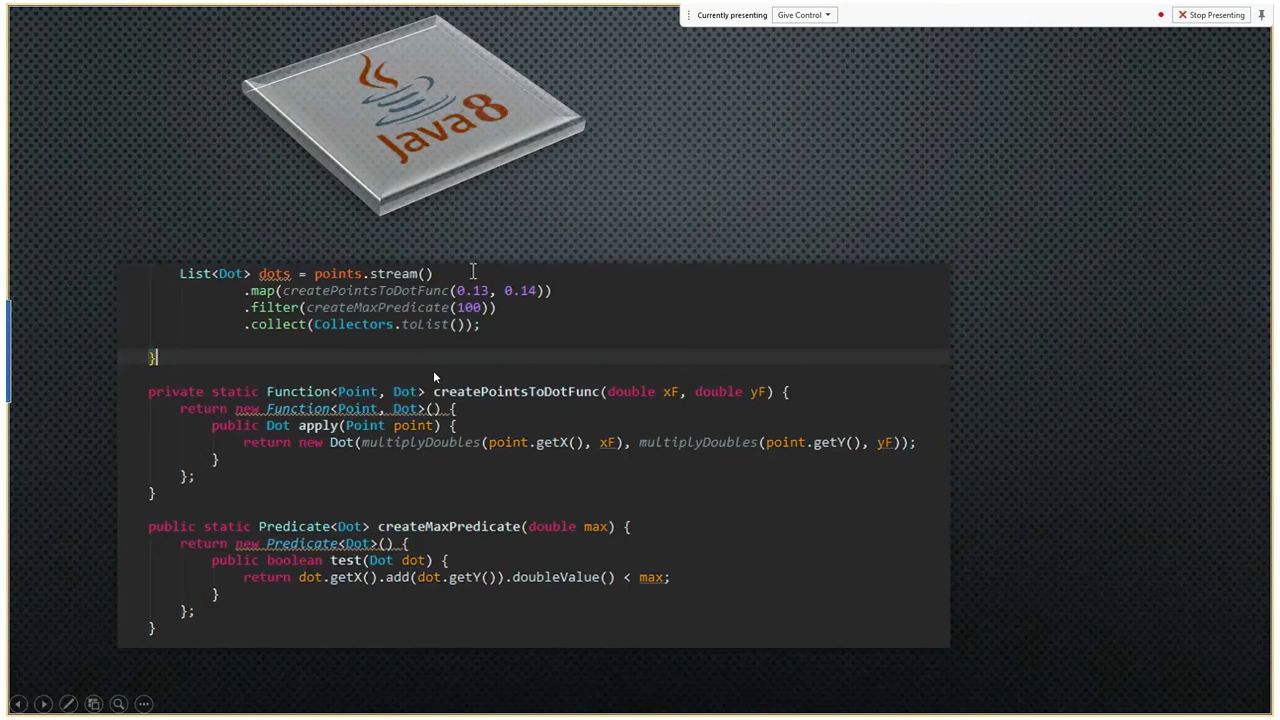 Currently presenting Give Control Stop Presenting
Java 8
List<Dot> dots = points.stream()
.map(createPointsToDotFunc(0.13, 0.14))
.filter(createMaxPredicate(100))
.collect(Collectors.toList());
}
private static Function<Point, Dot> createPointsToDotFunc(double xF, double yF) {
return new Function<Point, Dot>() {
public Dot apply(Point point) {
return new Dot(multiplyDoubles(point.getX(), xF), multiplyDoubles(point.getY(), yF));
}
};
}
public static Predicate<Dot> createMaxPredicate(double max) {
return new Predicate<Dot>() {
public boolean test(Dot dot) {
return dot.getX().add(dot.getY()).doubleValue() < max;
}
};
}